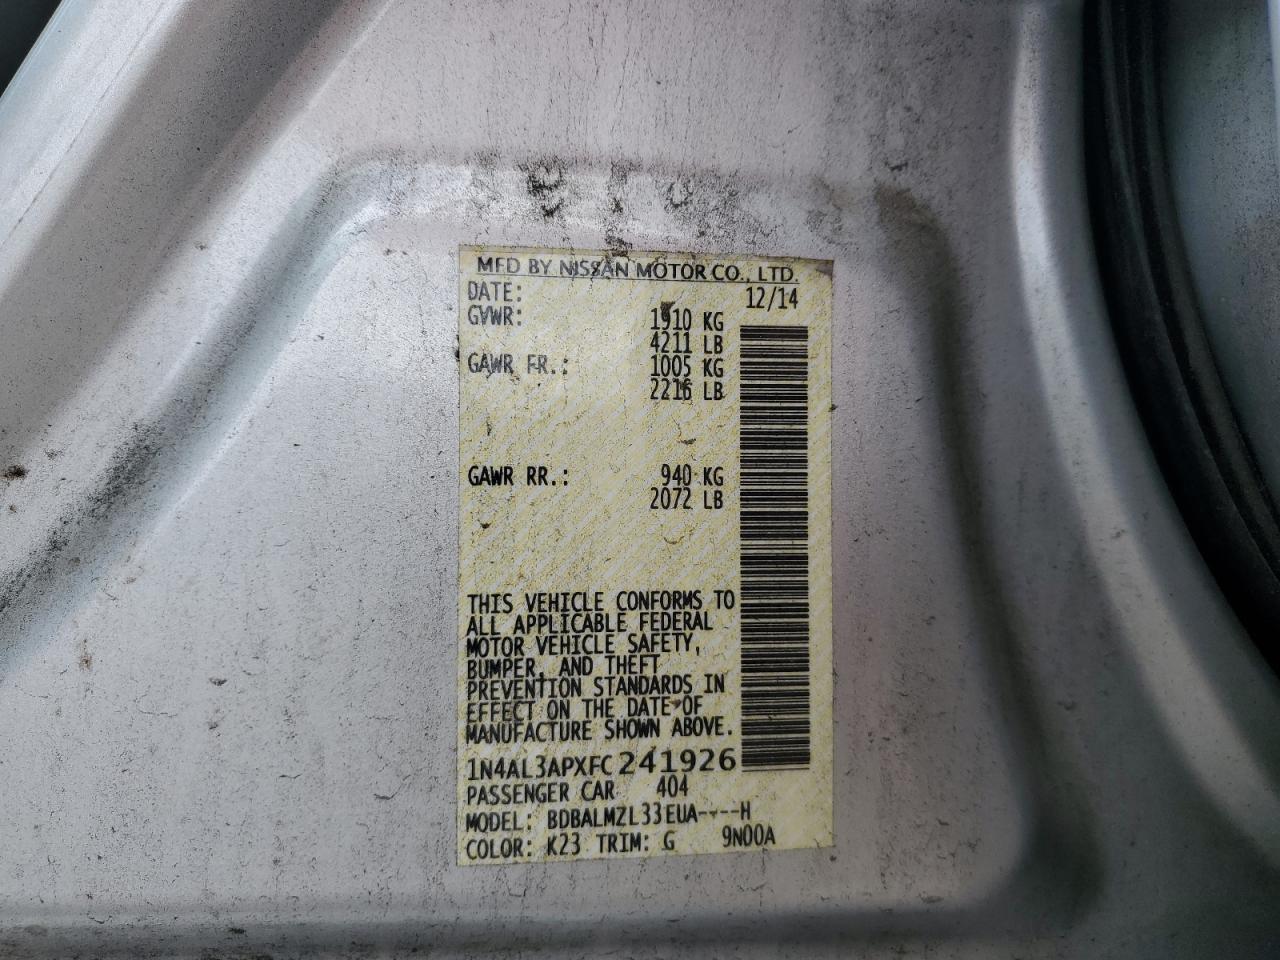 MFD BY NISSAN MOTOR CO., LTD.
DATE: 12/14
GVWR: 1910 KG
4211 LB
GAWR FR.: 1005 KG
2216 LB
GAWR RR.: 940 KG
2072 LB
THIS VEHICLE CONFORMS TO
ALL APPLICABLE FEDERAL
MOTOR VEHICLE SAFETY,
BUMPER, AND THEFT
PREVENTION STANDARDS IN
EFFECT ON THE DATE OF
MANUFACTURE SHOWN ABOVE.
1N4AL3APXFC241926
PASSENGER CAR 404
MODEL: BDBALMZL33EUA----H
COLOR: K23 TRIM: G 9N00A